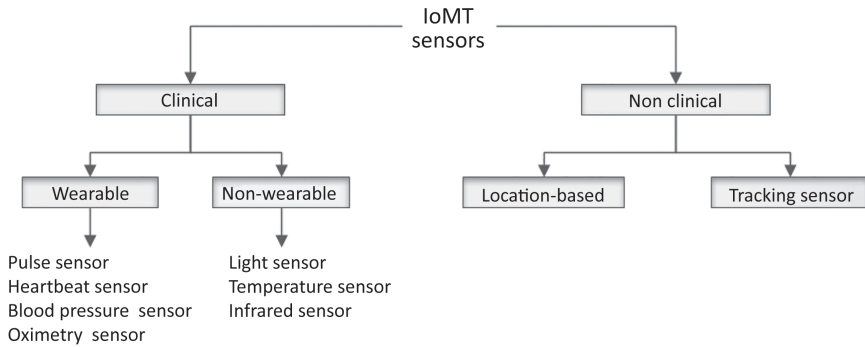 IoMT
sensors
Clinical
Non clinical
Wearable
Non-wearable
Location-based
Tracking sensor
Pulse sensor
Heartbeat sensor
Blood pressure sensor
Oximetry sensor
Light sensor
Temperature sensor
Infrared sensor